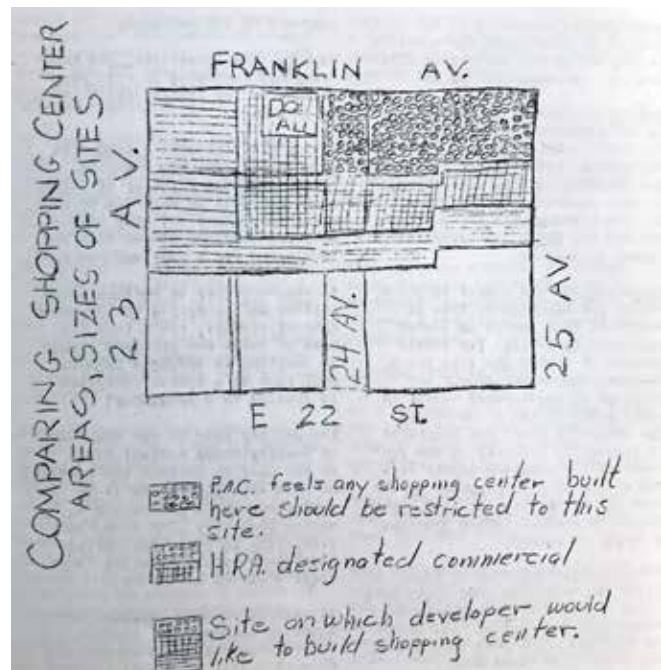 COMPARING SHOPPING CENTER
AREAS, SIZES OF SITES
FRANKLIN AV.
23 AV.
24 AV.
25 AV.
E 22 ST.
P.A.C. feels any shopping center built
here should be restricted to this
site.
H.R.A. designated commercial
Site on which developer would
like to build shopping center.